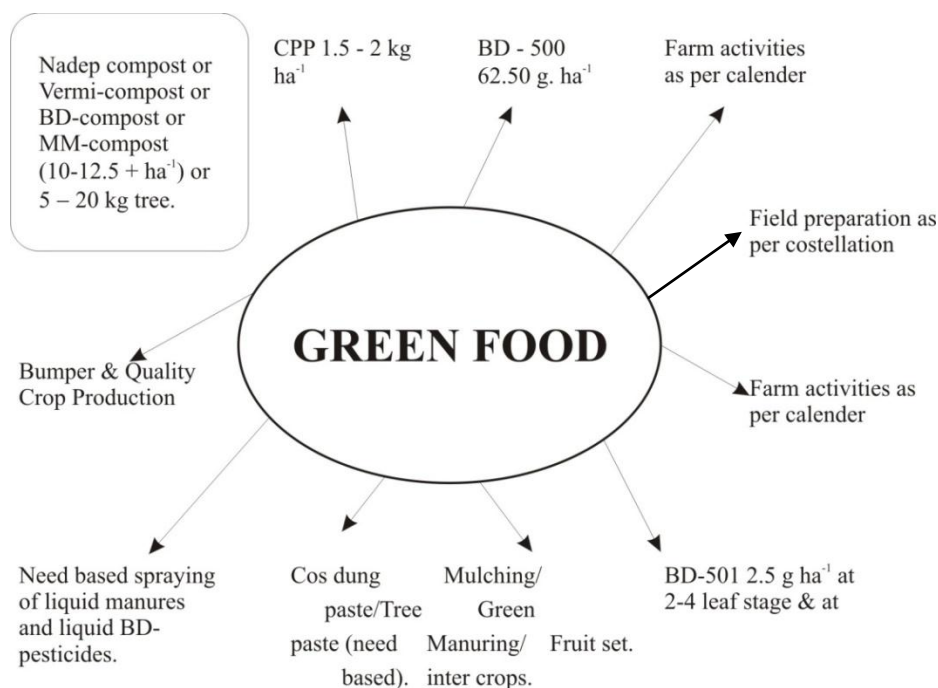 Nadep compost or
Vermi-compost or
BD-compost or
MM-compost
(10-12.5 + ha⁻¹) or
5 – 20 kg tree.
CPP 1.5 - 2 kg
ha⁻¹
BD - 500
62.50 g. ha⁻¹
Farm activities
as per calender
Field preparation as
per costellation
GREEN FOOD
Bumper & Quality
Crop Production
Farm activities as
per calender
Need based spraying
of liquid manures
and liquid BD-
pesticides.
Cos dung
paste/Tree
paste (need
based).
Mulching/
Green
Manuring/
inter crops.
BD-501 2.5 g ha⁻¹ at
2-4 leaf stage & at
Fruit set.